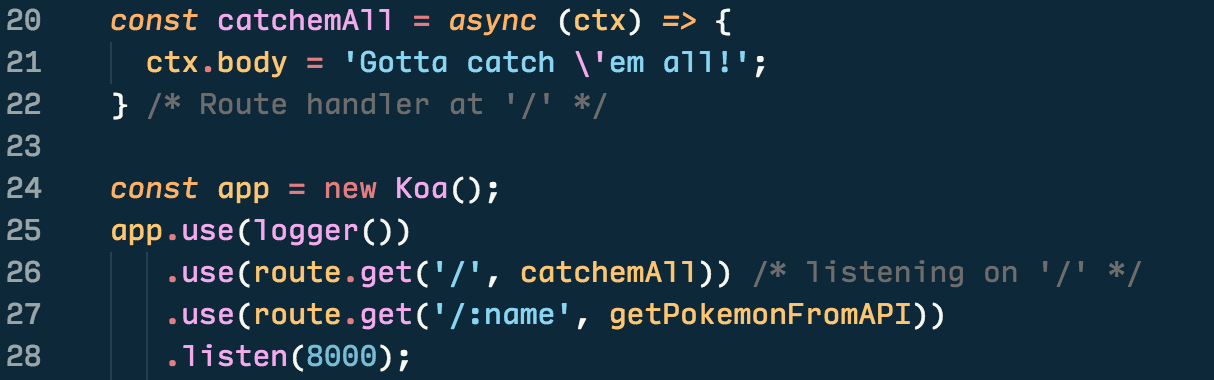 20 const catchemAll = async (ctx) => {
21 ctx.body = 'Gotta catch \'em all!';
22 } /* Route handler at '/' */
23
24 const app = new Koa();
25 app.use(logger())
26 .use(route.get('/', catchemAll)) /* listening on '/' */
27 .use(route.get('/:name', getPokemonFromAPI))
28 .listen(8000);